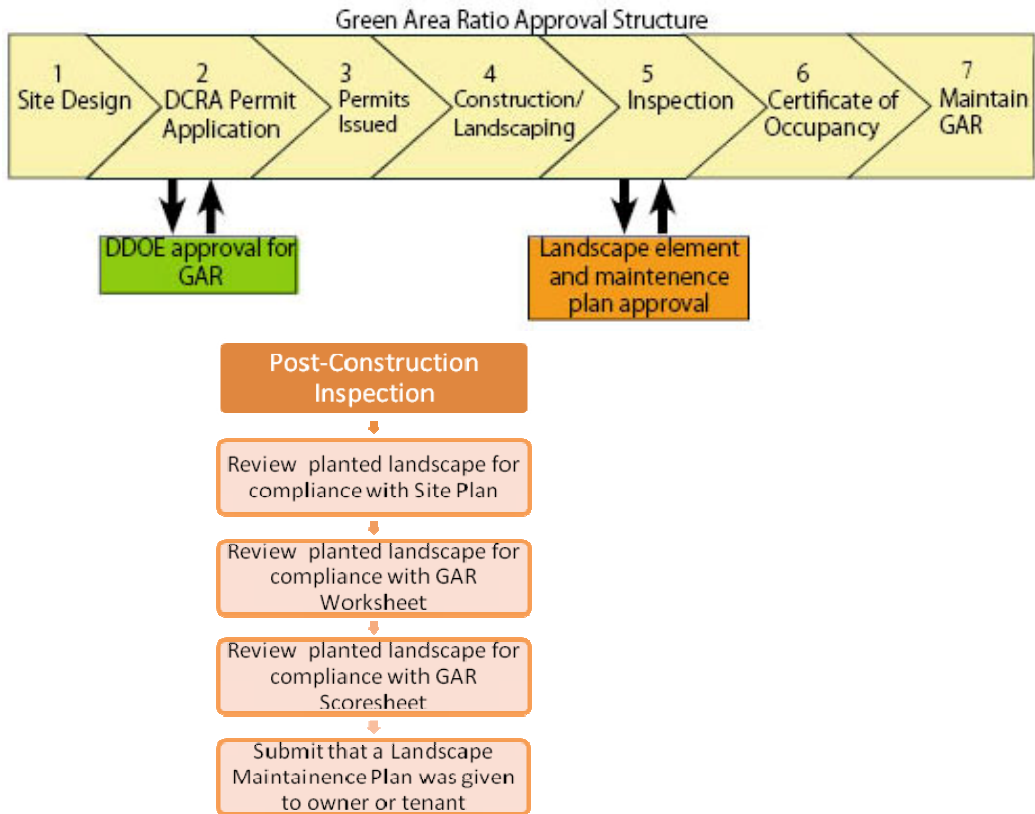 Green Area Ratio Approval Structure
1
Site Design
2
DCRA Permit
Application
3
Permits
Issued
4
Construction/
Landscaping
5
Inspection
6
Certificate of
Occupancy
7
Maintain
GAR
DDOE approval for
GAR
Landscape element
and maintenence
plan approval
Post-Construction
Inspection
Review planted landscape for
compliance with Site Plan
Review planted landscape for
compliance with GAR
Worksheet
Review planted landscape for
compliance with GAR
Scoresheet
Submit that a Landscape
Maintainence Plan was given
to owner or tenant